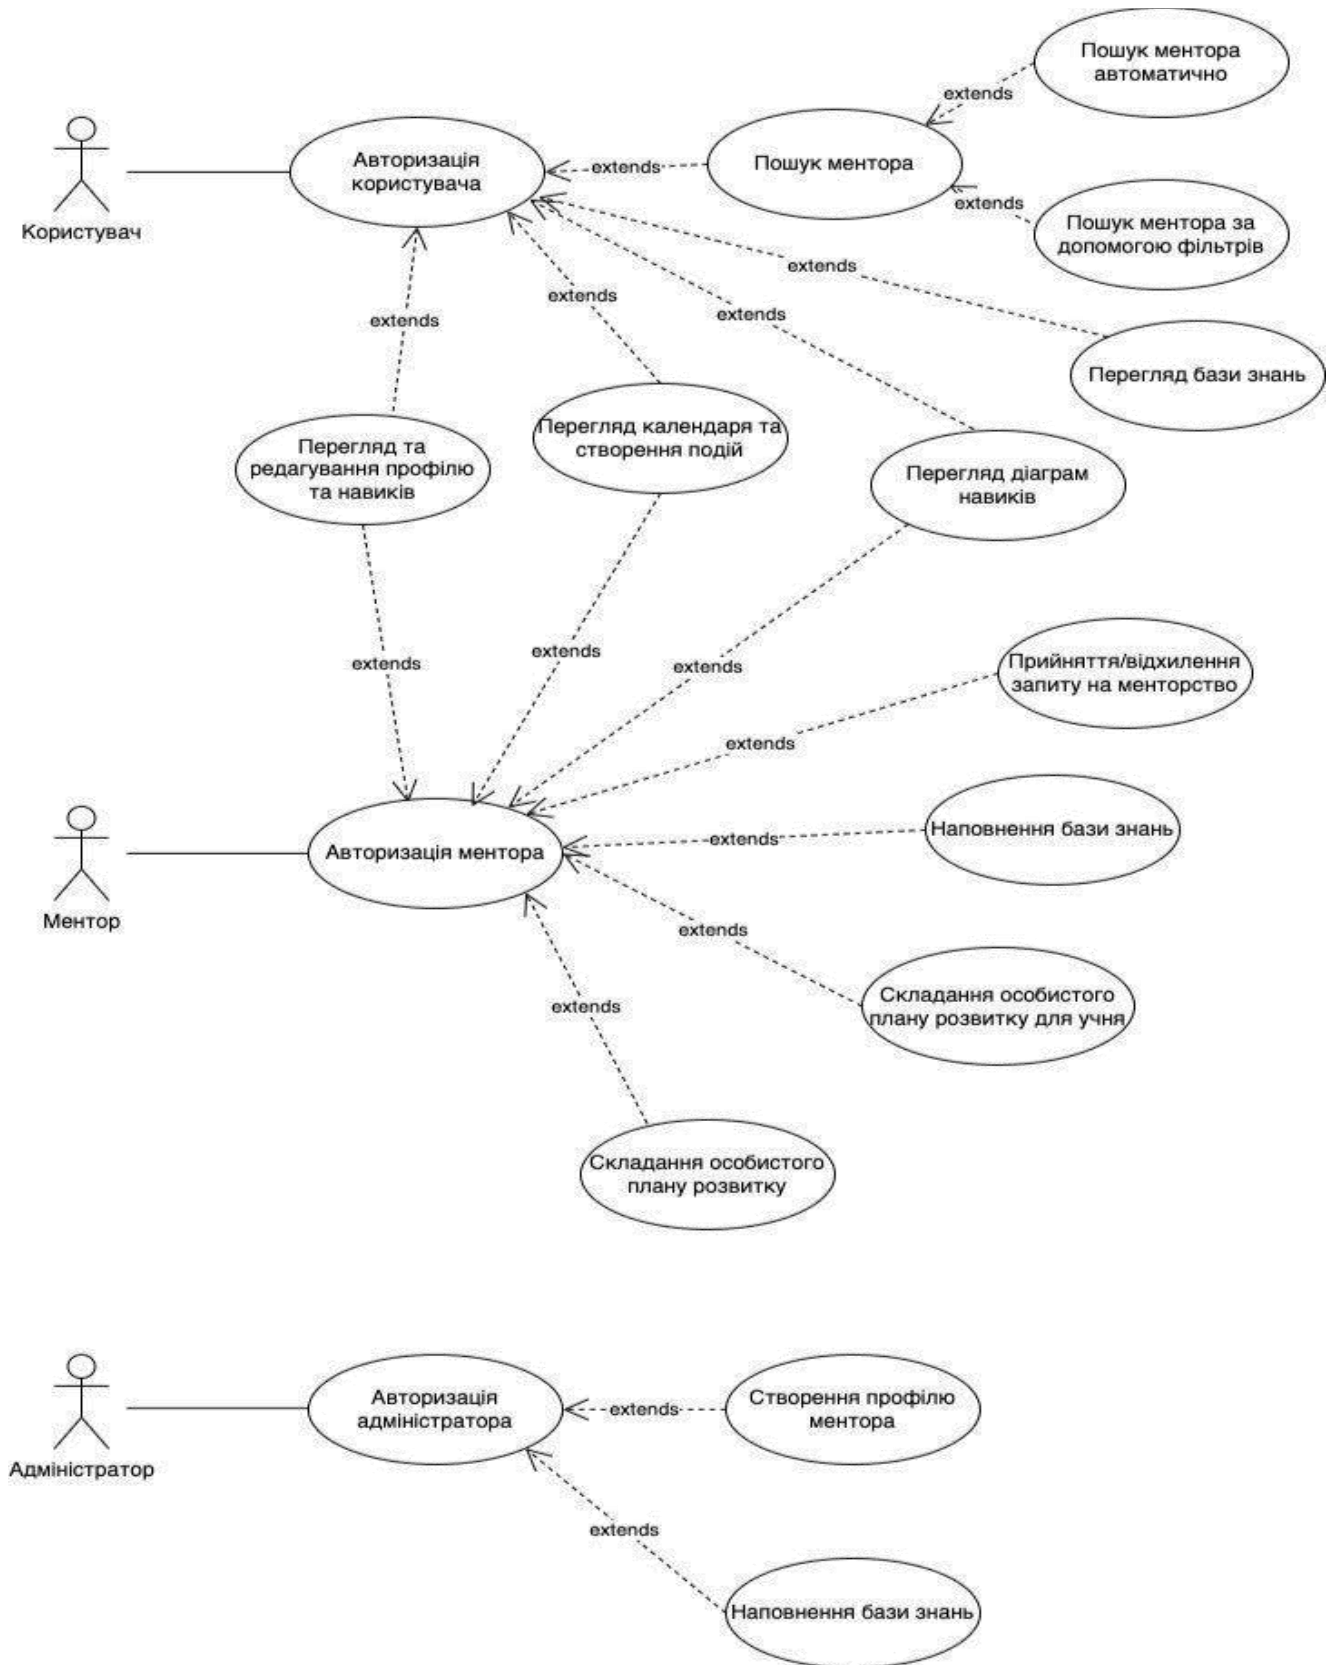 Пошук ментора
автоматично
extends
Авторизація
користувача
extends
Пошук ментора
extends
Пошук ментора за
допомогою фільтрів
Користувач
extends
extends
extends
extends
Перегляд бази знань
Перегляд та
редагування профілю
та навиків
Перегляд календаря та
створення подій
Перегляд діаграм
навиків
extends
extends
extends
Прийняття/відхилення
запиту на менторство
extends
Наповнення бази знань
extends
Авторизація ментора
Ментор
extends
Складання особистого
плану розвитку для учня
extends
Складання особистого
плану розвитку
Авторизація
адміністратора
extends
Створення профілю
ментора
Адміністратор
extends
Наповнення бази знань